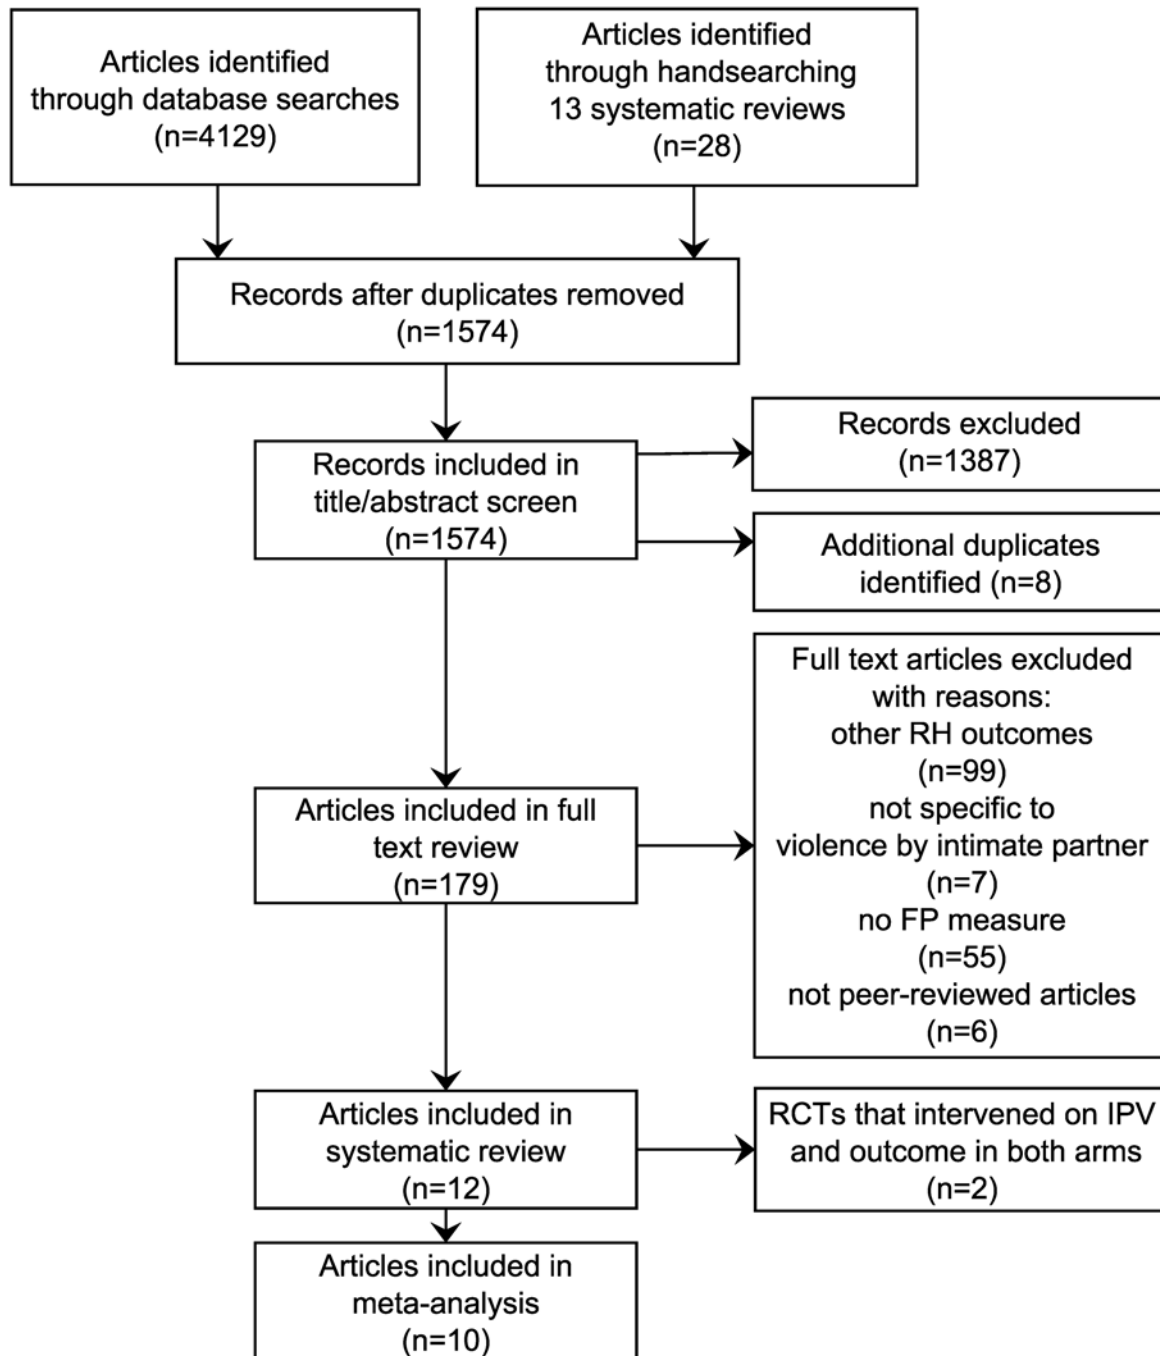 Articles identified
through database searches
(n=4129)
Articles identified
through handsearching
13 systematic reviews
(n=28)
Records after duplicates removed
(n=1574)
Records included in
title/abstract screen
(n=1574)
Records excluded
(n=1387)
Additional duplicates
identified (n=8)
Articles included in full
text review
(n=179)
Full text articles excluded
with reasons:
other RH outcomes
(n=99)
not specific to
violence by intimate partner
(n=7)
no FP measure
(n=55)
not peer-reviewed articles
(n=6)
Articles included in
systematic review
(n=12)
RCTs that intervened on IPV
and outcome in both arms
(n=2)
Articles included in
meta-analysis
(n=10)